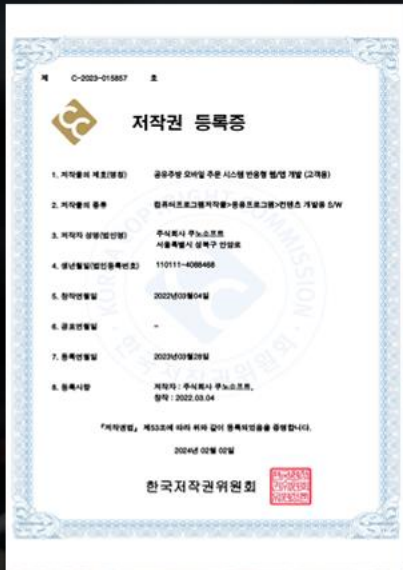 제 C-2023-015857 호
저작권 등록증
1. 저작물의 제호(명칭) 공유주방 모바일 주문 시스템 반응형 웹/앱 개발 (고객용)
2. 저작물의 종류 컴퓨터프로그램저작물>응용프로그램>컨텐츠 개발용 S/W
3. 저작자 성명(법인명) 주식회사 쿠노소프트
서울특별시 성북구 안암로
4. 생년월일(법인등록번호) 110111-4088468
5. 창작연월일 2022년03월04일
6. 공표연월일 -
7. 등록연월일 2023년03월28일
8. 등록사항 저작자 : 주식회사 쿠노소프트,
창작 : 2022.03.04
『저작권법』 제53조에 따라 위와 같이 등록되었음을 증명합니다.
2024년 02월 02일
한국저작권위원회